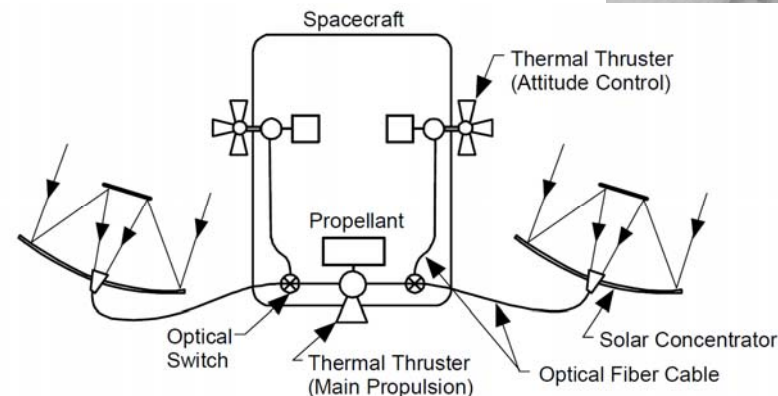 Spacecraft
Thermal Thruster
(Attitude Control)
Propellant
Optical
Switch
Thermal Thruster
(Main Propulsion)
Solar Concentrator
Optical Fiber Cable